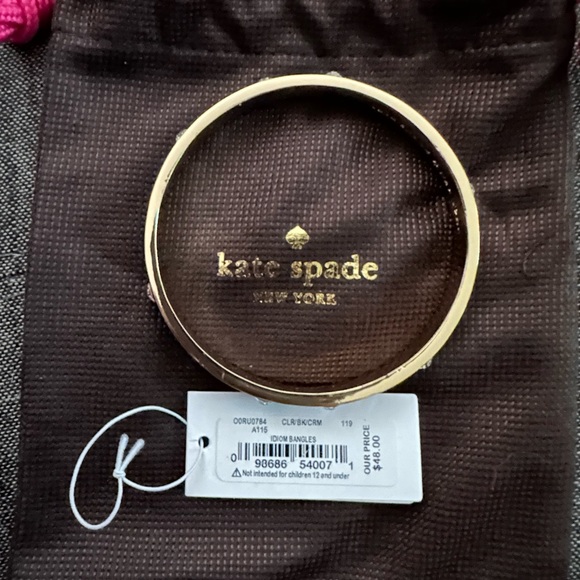 kate spade
NEW YORK
O0RU0784 CLR/BK/CRM 119
A115
IDIOM BANGLES
0 98686 54007 1
Not intended for children 12 and under
OUR PRICE
$48.00